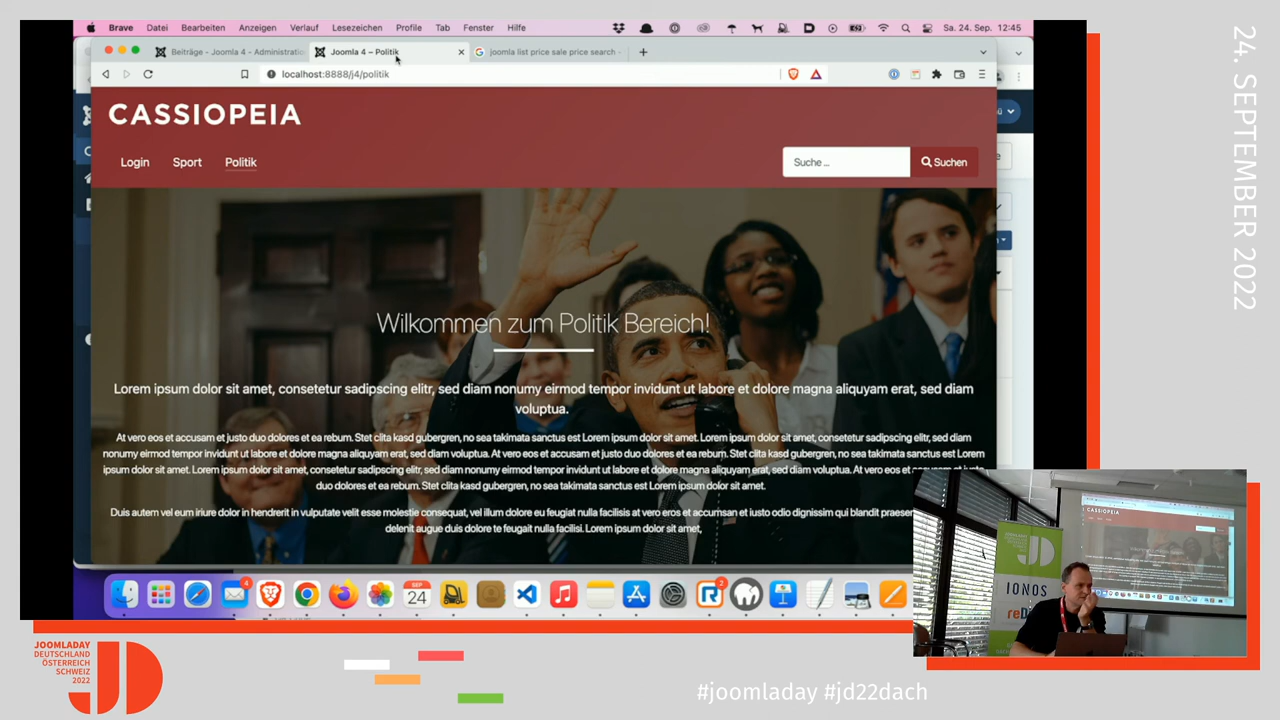 Brave Datei Bearbeiten Anzeigen Verlauf Lesezeichen Profile Tab Fenster Hilfe Sa. 24. Sep. 12:45
Beiträge - Joomla 4 - Administratio
Joomla 4 – Politik
joomla list price sale price search -
localhost:8888/j4/politik
CASSIOPEIA
Login Sport Politik
Suche ...
Suchen
Wilkommen zum Politik Bereich!
Lorem ipsum dolor sit amet, consetetur sadipscing elitr, sed diam nonumy eirmod tempor invidunt ut labore et dolore magna aliquyam erat, sed diam
voluptua.
At vero eos et accusam et justo duo dolores et ea rebum. Stet clita kasd gubergren, no sea takimata sanctus est Lorem ipsum dolor sit amet. Lorem ipsum dolor sit amet, consetetur sadipscing elitr, sed diam
nonumy eirmod tempor invidunt ut labore et dolore magna aliquyam erat, sed diam voluptua. At vero eos et accusam et justo duo dolores et ea rebum. Stet clita kasd gubergren, no sea takimata sanctus est Lorem
ipsum dolor sit amet. Lorem ipsum dolor sit amet, consetetur sadipscing elitr, sed diam nonumy eirmod tempor invidunt ut labore et dolore magna aliquyam erat, sed diam voluptua. At vero eos et accusam et justo
duo dolores et ea rebum. Stet clita kasd gubergren, no sea takimata sanctus est Lorem ipsum dolor sit amet.
Duis autem vel eum iriure dolor in hendrerit in vulputate velit esse molestie consequat, vel illum dolore eu feugiat nulla facilisis at vero eros et accumsan et iusto odio dignissim qui blandit
delenit augue duis dolore te feugait nulla facilisi. Lorem ipsum dolor sit amet,
SEP
24
4
2
24. SEPTEMBER 2022
CASSIOPEIA
IONOS
JOOMLADAY
DEUTSCHLAND
ÖSTERREICH
SCHWEIZ
2022
JD
#joomladay #jd22dach